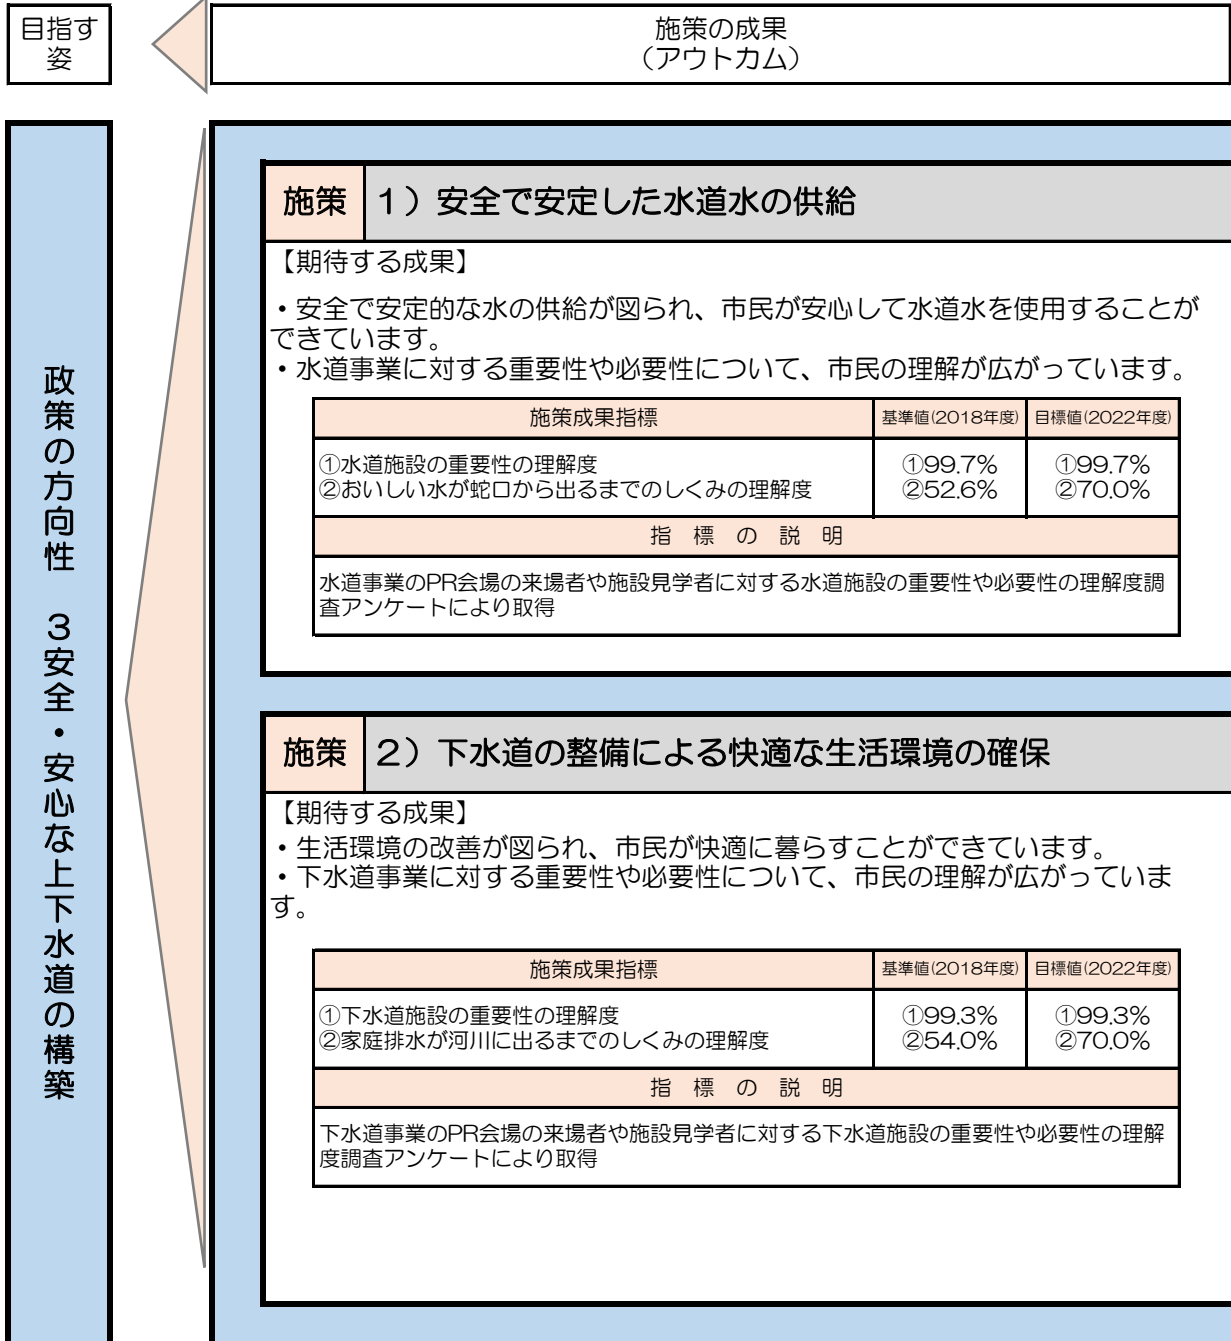 目指す
姿
施策の成果
（アウトカム）
政策の方向性　３安全・安心な上下水道の構築
施策
１）安全で安定した水道水の供給
【期待する成果】
・安全で安定的な水の供給が図られ、市民が安心して水道水を使用することが
できています。
・水道事業に対する重要性や必要性について、市民の理解が広がっています。
施策成果指標
基準値(2018年度)
目標値(2022年度)
①水道施設の重要性の理解度
①99.7%
①99.7%
②おいしい水が蛇口から出るまでのしくみの理解度
②52.6%
②70.0%
指　標　の　説　明
水道事業のPR会場の来場者や施設見学者に対する水道施設の重要性や必要性の理解度調
査アンケートにより取得
施策
２）下水道の整備による快適な生活環境の確保
【期待する成果】
・生活環境の改善が図られ、市民が快適に暮らすことができています。
・下水道事業に対する重要性や必要性について、市民の理解が広がっていま
す。
施策成果指標
基準値(2018年度)
目標値(2022年度)
①下水道施設の重要性の理解度
①99.3%
①99.3%
②家庭排水が河川に出るまでのしくみの理解度
②54.0%
②70.0%
指　標　の　説　明
下水道事業のPR会場の来場者や施設見学者に対する下水道施設の重要性や必要性の理解
度調査アンケートにより取得